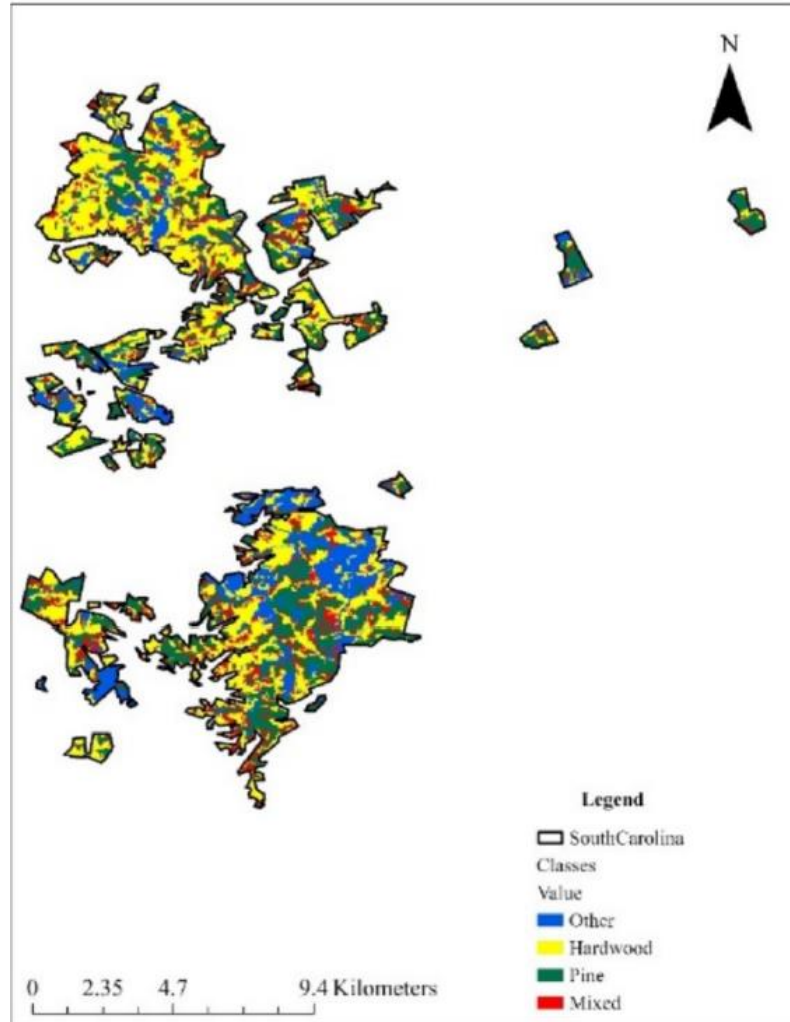 N
Legend
SouthCarolina
Classes
Value
Other
Hardwood
Pine
Mixed
0 2.35 4.7 9.4 Kilometers